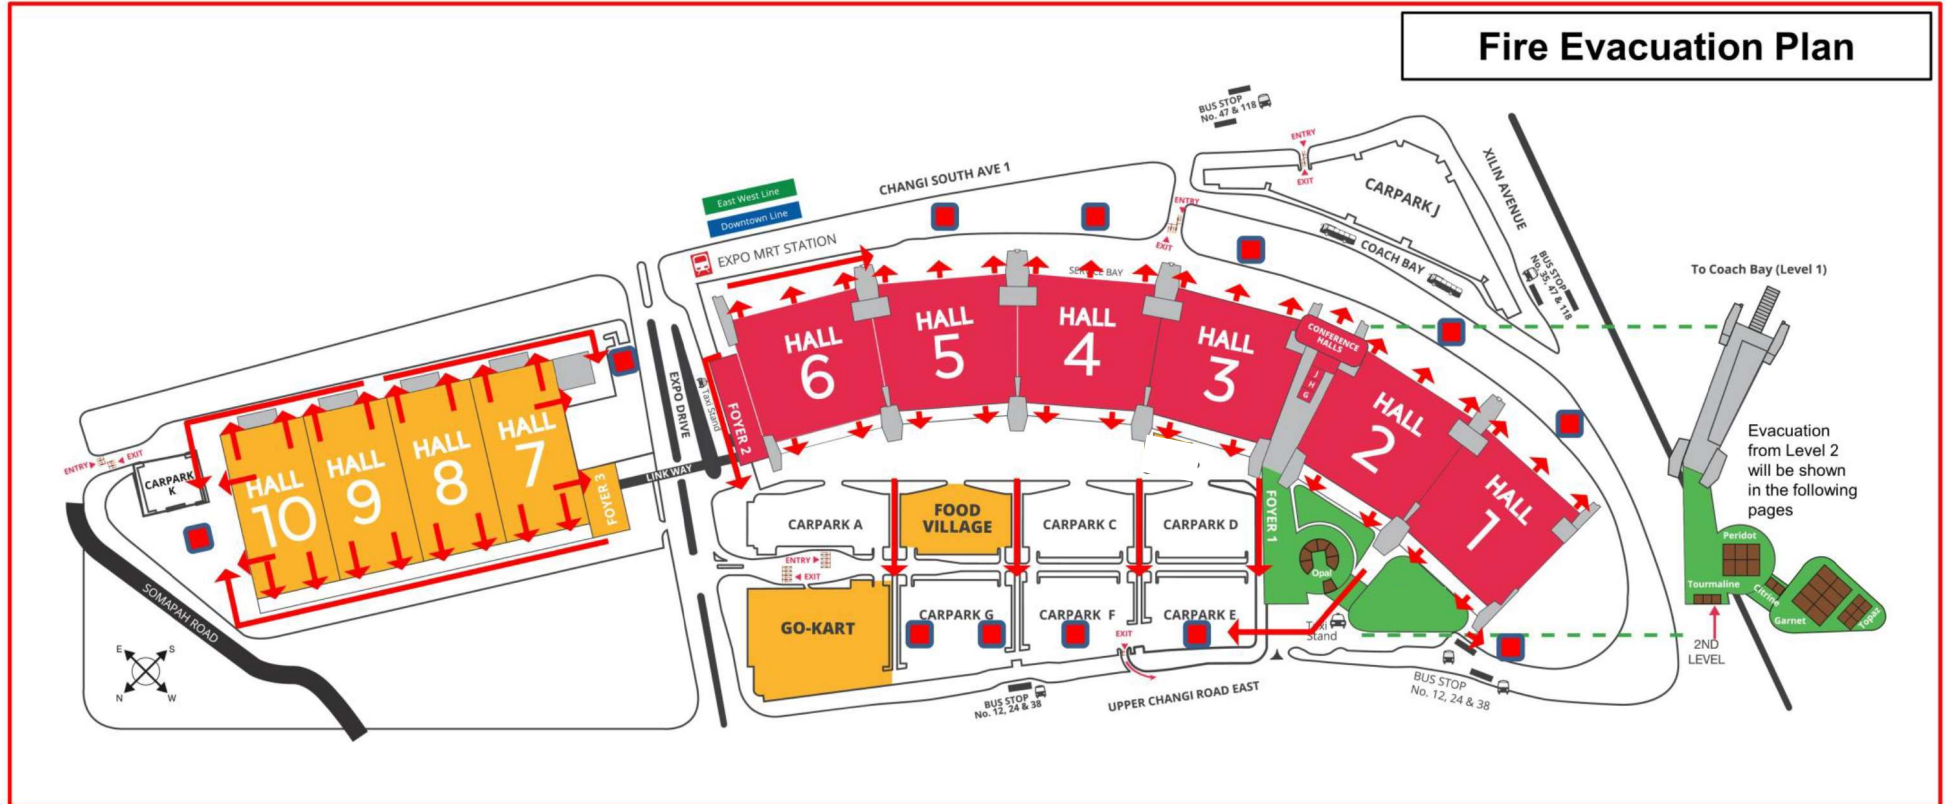 Fire Evacuation Plan
BUS STOP
No. 47 & 118
ENTRY
EXIT
CARPARK J
XILIN AVENUE
East West Line
Downtown Line
CHANGI SOUTH AVE 1
EXPO MRT STATION
ENTRY
EXIT
COACH BAY
BUS STOP
No. 35, 47 & 118
To Coach Bay (Level 1)
HALL
6
HALL
5
HALL
4
HALL
3
CONFERENCE
HALLS
J
H
G
HALL
2
HALL
1
EXPO DRIVE
Taxi Stand
FOYER 2
LINK WAY
ENTRY
EXIT
CARPARK
K
HALL
10
HALL
9
HALL
8
HALL
7
FOYER 3
Evacuation
from Level 2
will be shown
in the following
pages
CARPARK A
FOOD
VILLAGE
CARPARK C
CARPARK D
FOYER 1
Opal
ENTRY
EXIT
GO-KART
CARPARK G
CARPARK F
CARPARK E
EXIT
Taxi
Stand
SOMAPAH ROAD
E
S
N
W
BUS STOP
No. 12, 24 & 38
UPPER CHANGI ROAD EAST
BUS STOP
No. 12, 24 & 38
Peridot
Tourmaline
Citrine
Garnet
Topaz
2ND
LEVEL